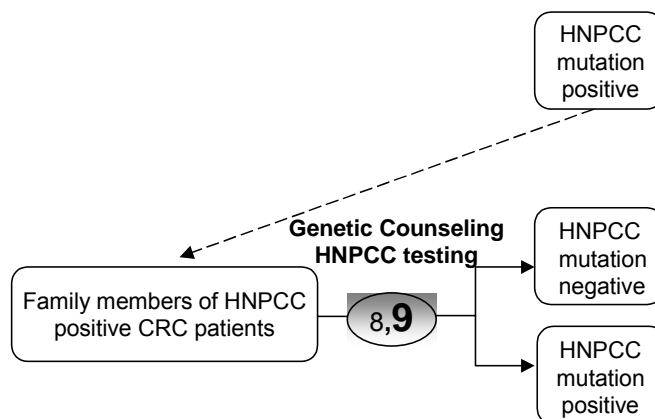 HNPCC
mutation
positive
Genetic Counseling
HNPCC testing
HNPCC
mutation
negative
Family members of HNPCC
positive CRC patients
8,9
HNPCC
mutation
positive